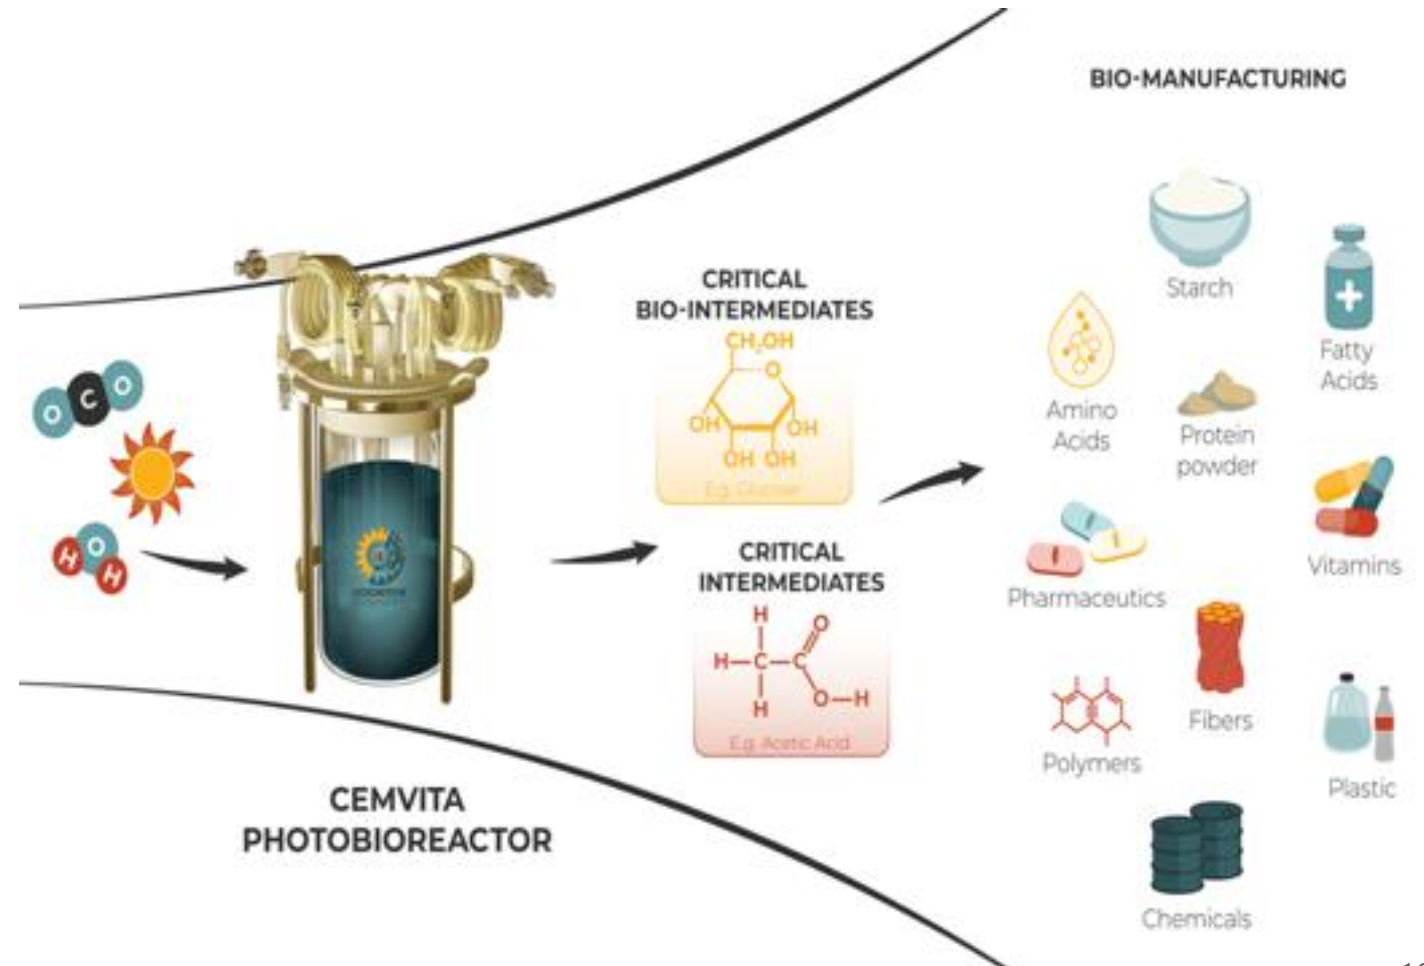 BIO-MANUFACTURING
Starch
Fatty
Acids
Amino
Acids
Protein
powder
Vitamins
Pharmaceutics
Fibers
Polymers
Plastic
Chemicals
CRITICAL
BIO-INTERMEDIATES
CH₂OH
O
OH
OH
OH OH
E.g. Glucose
CRITICAL
INTERMEDIATES
H
O
H-C-C
O-H
H
E.g. Acetic Acid
O C O
H O H
CEMVITA
PHOTOBIOREACTOR